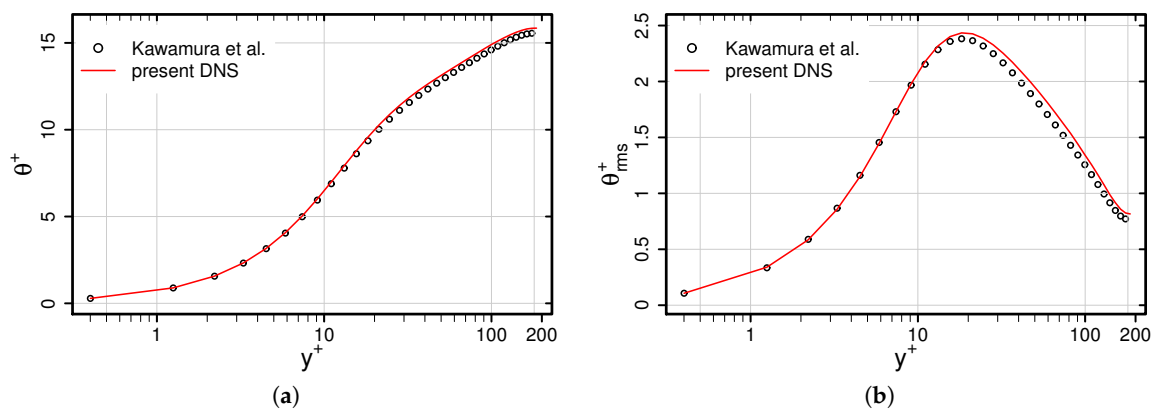 Kawamura et al.
present DNS
θ+
15
10
5
0
1 10 100 200
y+
(a)
Kawamura et al.
present DNS
θ+rms
2.5
2
1.5
1
0.5
0
1 10 100 200
y+
(b)